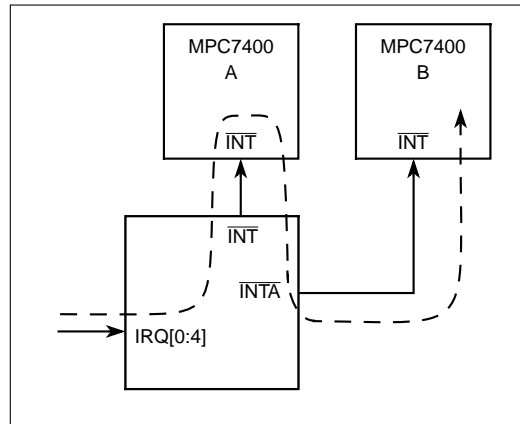 MPC7400
A
INT
MPC7400
B
INT
INT
INTA
IRQ[0:4]